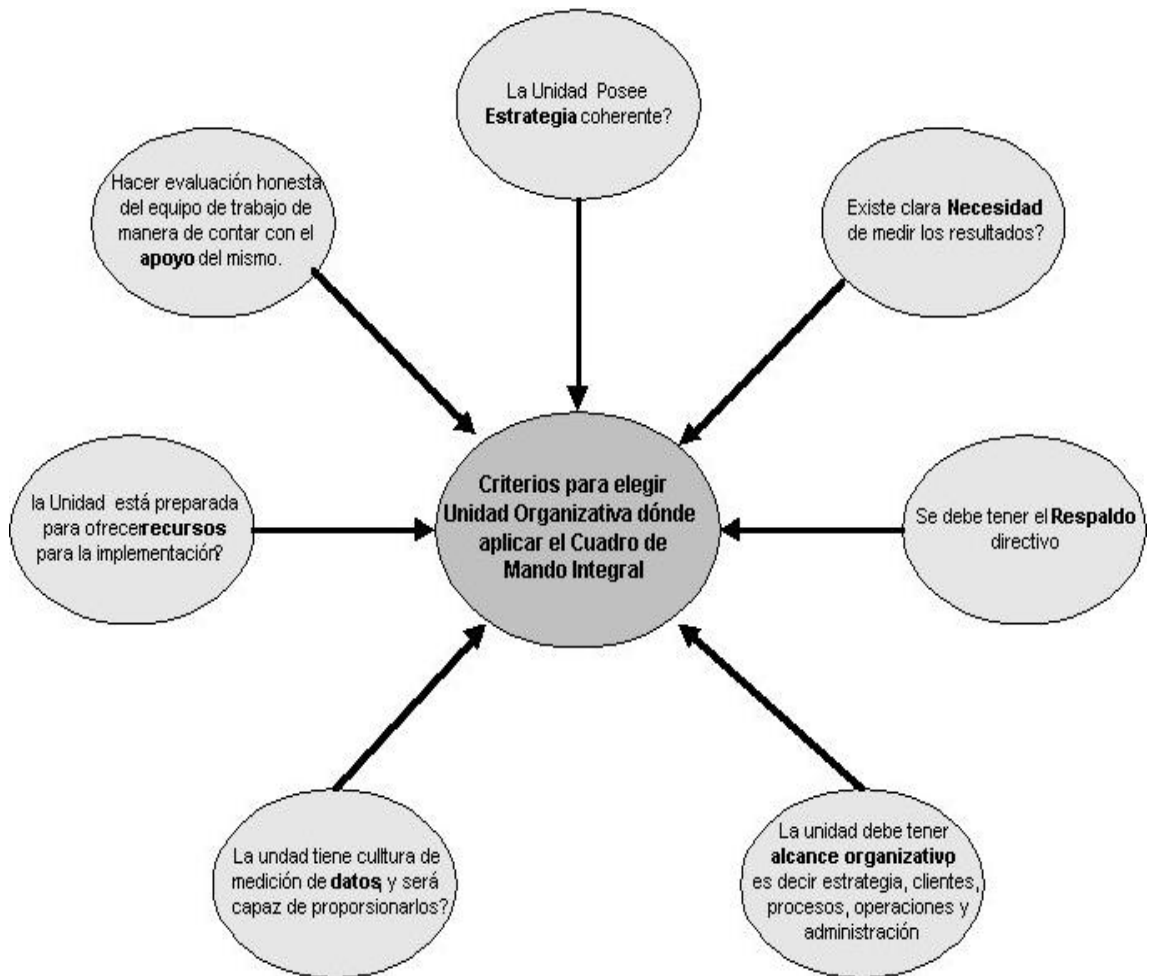 La Unidad Posee
Estrategia coherente?
Hacer evaluación honesta
del equipo de trabajo de
manera de contar con el
apoyo del mismo.
Existe clara Necesidad
de medir los resultados?
la Unidad está preparada
para ofrecer recursos
para la implementación?
Criterios para elegir
Unidad Organizativa dónde
aplicar el Cuadro de
Mando Integral
Se debe tener el Respaldo
directivo
La undad tiene cultura de
medición de datos, y será
capaz de proporsionarlos?
La unidad debe tener
alcance organizativo,
es decir estrategia, clientes,
procesos, operaciones y
administración